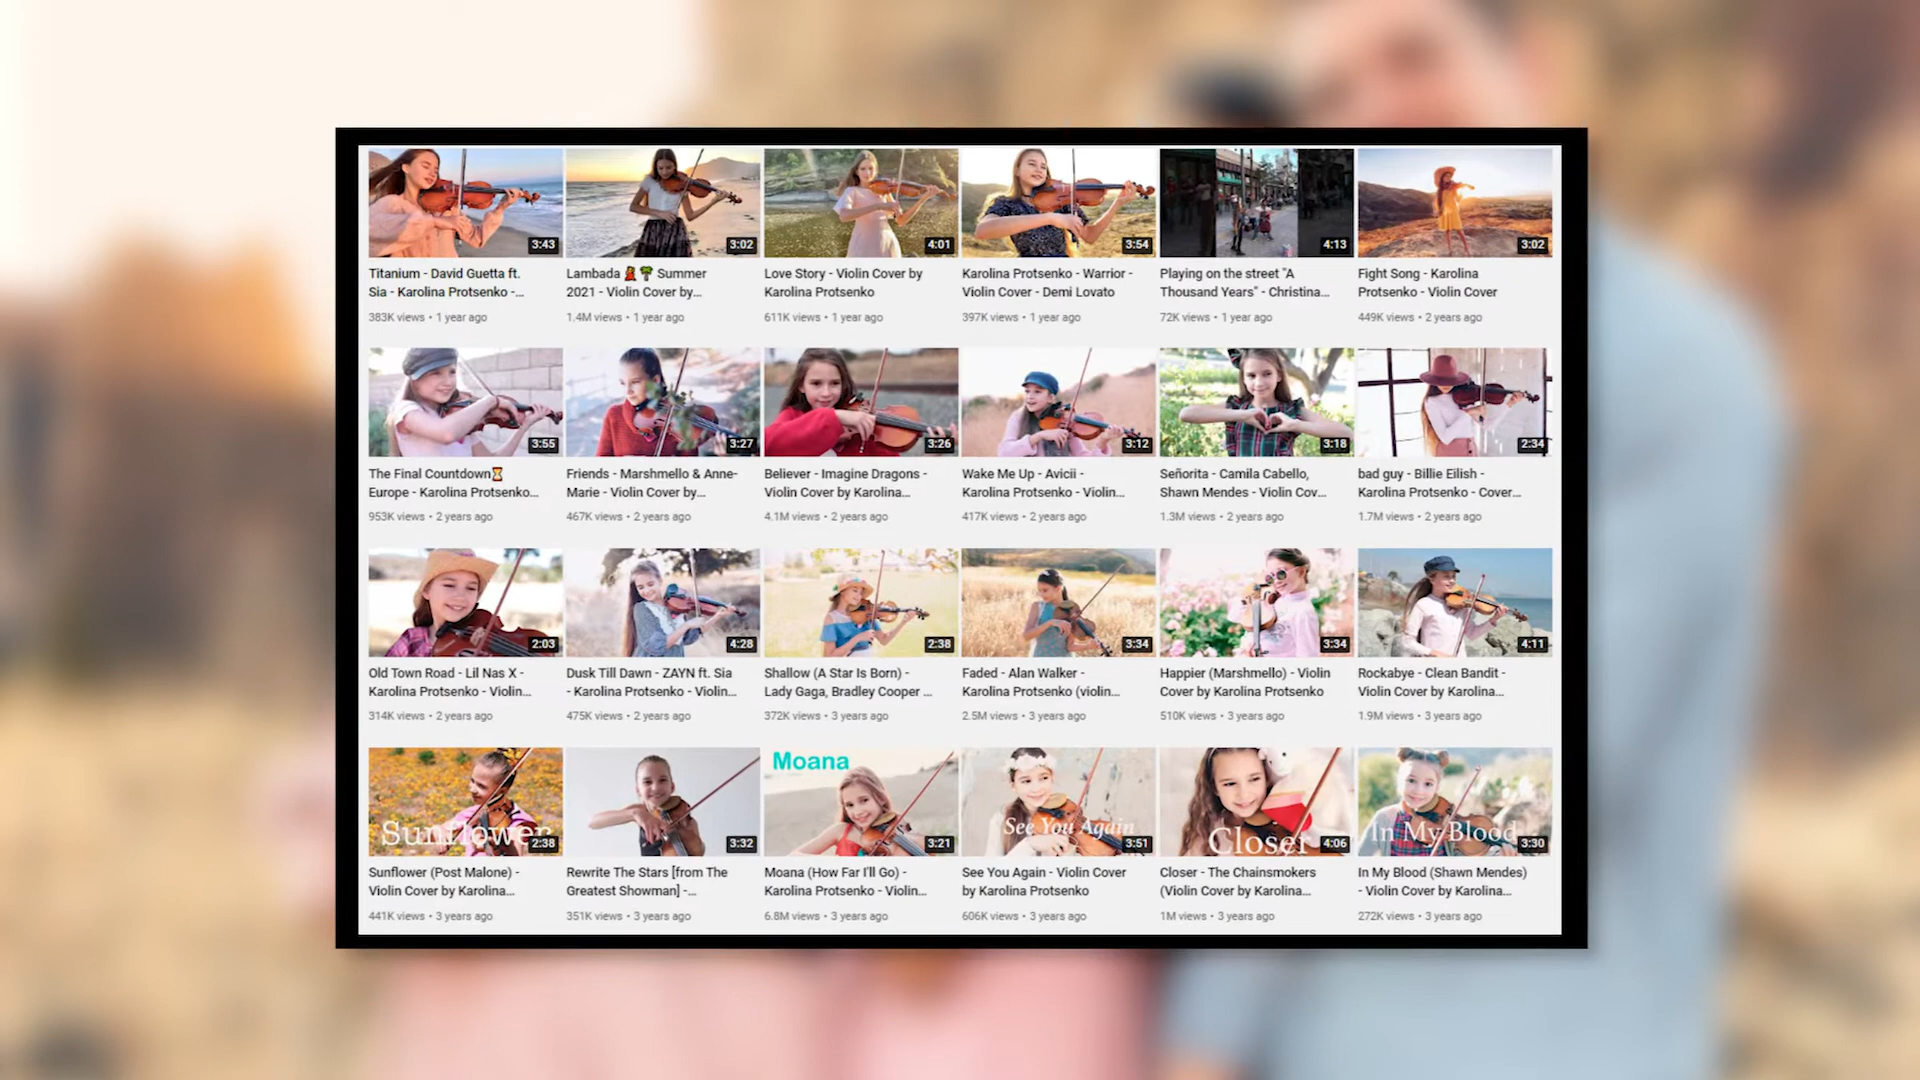 3:43
3:02
4:01
3:54
4:13
3:02
Titanium - David Guetta ft.
Sia - Karolina Protsenko -...
383K views • 1 year ago
Lambada 💃🌴 Summer
2021 - Violin Cover by...
1.4M views • 1 year ago
Love Story - Violin Cover by
Karolina Protsenko
611K views • 1 year ago
Karolina Protsenko - Warrior -
Violin Cover - Demi Lovato
397K views • 1 year ago
Playing on the street "A
Thousand Years" - Christina...
72K views • 1 year ago
Fight Song - Karolina
Protsenko - Violin Cover
449K views • 2 years ago
3:55
3:27
3:26
3:12
3:18
2:34
The Final Countdown⏳
Europe - Karolina Protsenko...
953K views • 2 years ago
Friends - Marshmello & Anne-
Marie - Violin Cover by...
467K views • 2 years ago
Believer - Imagine Dragons -
Violin Cover by Karolina...
4.1M views • 2 years ago
Wake Me Up - Avicii -
Karolina Protsenko - Violin...
417K views • 2 years ago
Señorita - Camila Cabello,
Shawn Mendes - Violin Cov...
1.3M views • 2 years ago
bad guy - Billie Eilish -
Karolina Protsenko - Cover...
1.7M views • 2 years ago
2:03
4:28
2:38
3:34
3:34
4:11
Old Town Road - Lil Nas X -
Karolina Protsenko - Violin...
314K views • 2 years ago
Dusk Till Dawn - ZAYN ft. Sia
- Karolina Protsenko - Violin...
475K views • 2 years ago
Shallow (A Star Is Born) -
Lady Gaga, Bradley Cooper ...
372K views • 3 years ago
Faded - Alan Walker -
Karolina Protsenko (violin...
2.5M views • 3 years ago
Happier (Marshmello) - Violin
Cover by Karolina Protsenko
510K views • 3 years ago
Rockabye - Clean Bandit -
Violin Cover by Karolina...
1.9M views • 3 years ago
Sunflower
2:38
3:32
Moana
3:21
See You Again
3:51
Closer
4:06
In My Blood
3:30
Sunflower (Post Malone) -
Violin Cover by Karolina...
441K views • 3 years ago
Rewrite The Stars [from The
Greatest Showman] -...
351K views • 3 years ago
Moana (How Far I'll Go) -
Karolina Protsenko - Violin...
6.8M views • 3 years ago
See You Again - Violin Cover
by Karolina Protsenko
606K views • 3 years ago
Closer - The Chainsmokers
(Violin Cover by Karolina...
1M views • 3 years ago
In My Blood (Shawn Mendes)
- Violin Cover by Karolina...
272K views • 3 years ago